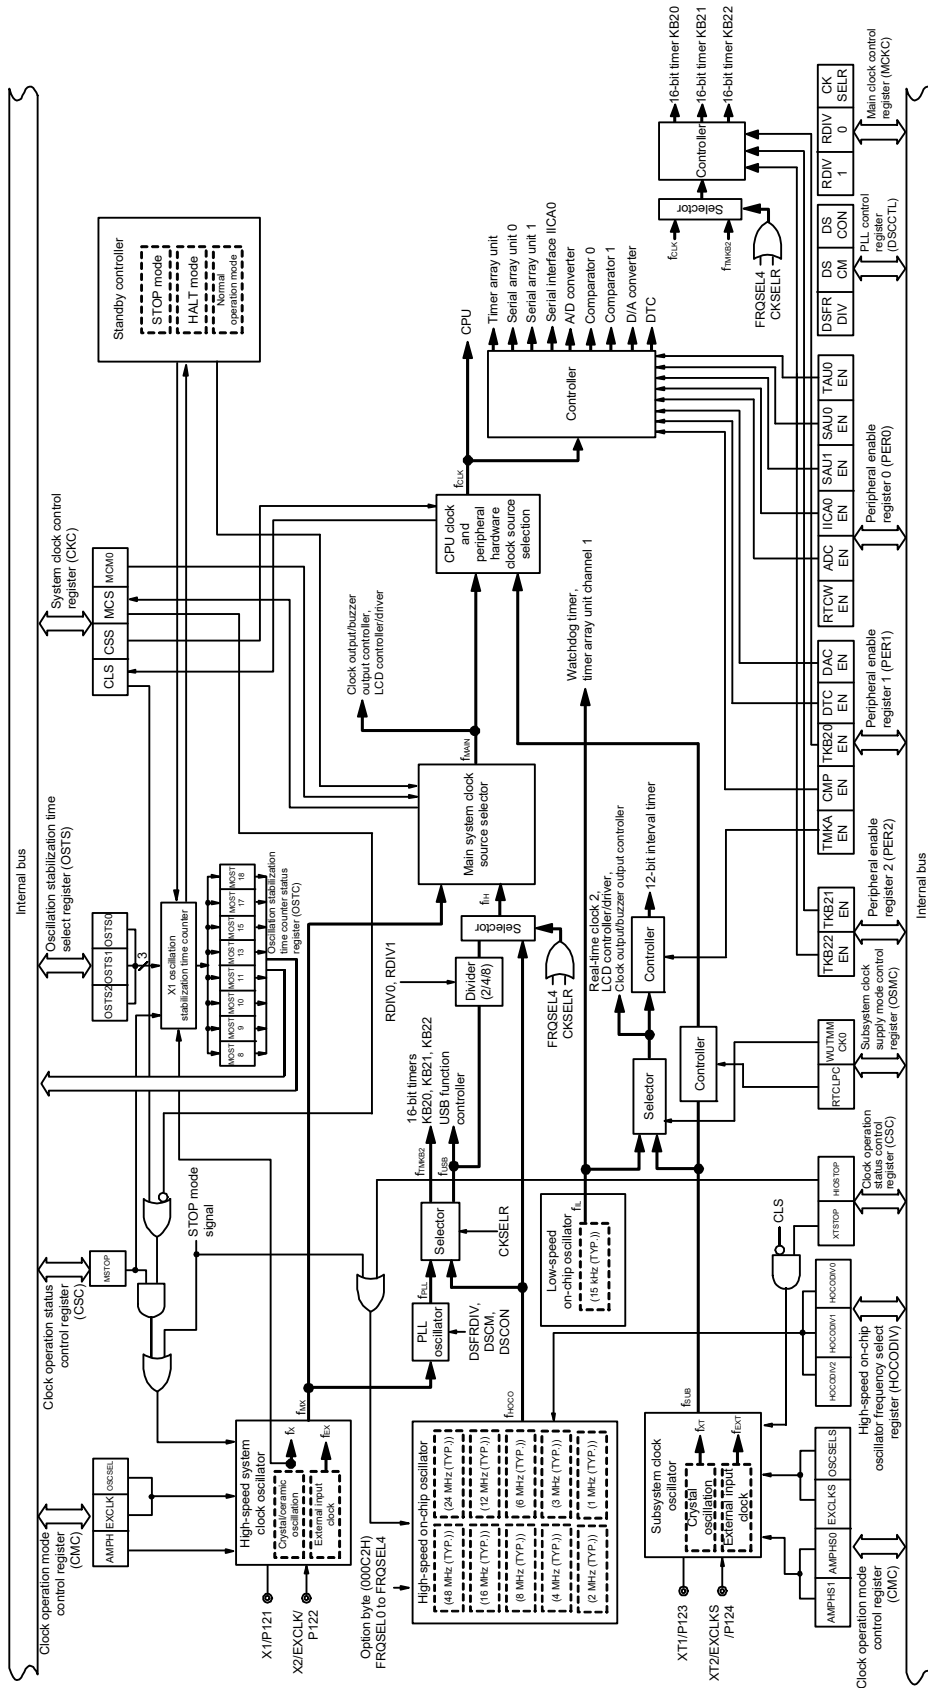 Internal bus
Clock operation mode
control register
(CMC)
AMPH
EXCLK
OSCSEL
Clock operation status
control register
(CSC)
MSTOP
STOP mode
signal
Oscillation stabilization time
select register (OSTS)
OSTS2
OSTS1
OSTS0
3
X1 oscillation
stabilization time counter
MOST
8
MOST
9
MOST
10
MOST
11
MOST
13
MOST
15
MOST
17
MOST
18
Oscillation stabilization
time counter status
register (OSTC)
System clock control
register (CKC)
CLS
CSS
MCS
MCM0
Standby controller
STOP mode
HALT mode
Normal
operation mode
X1/P121
X2/EXCLK/
P122
High-speed system
clock oscillator
Crystal/ceramic
oscillation
External input
clock
fX
fEX
fMX
Option byte (000C2H)
FRQSEL0 to FRQSEL4
High-speed on-chip oscillator
(48 MHz (TYP.))
(24 MHz (TYP.))
(16 MHz (TYP.))
(12 MHz (TYP.))
(8 MHz (TYP.))
(6 MHz (TYP.))
(4 MHz (TYP.))
(3 MHz (TYP.))
(2 MHz (TYP.))
(1 MHz (TYP.))
fHOCO
PLL
oscillator
DSFRDIV,
DSCM,
DSCON
fPLL
Selector
CKSELR
fTMKB2
fUSB
16-bit timers
KB20, KB21, KB22
USB function
controller
RDIV0, RDIV1
Divider
(2/4/8)
Selector
FRQSEL4
CKSELR
fIH
Main system clock
source selector
fMAIN
Clock output/buzzer
output controller,
LCD controller/driver
CPU clock
and
peripheral
hardware
clock source
selection
fCLK
CPU
Controller
Timer array unit
Serial array unit 0
Serial array unit 1
Serial interface IICA0
A/D converter
Comparator 0
Comparator 1
D/A converter
DTC
fCLK
fTMKB2
Selector
FRQSEL4
CKSELR
Controller
16-bit timer KB20
16-bit timer KB21
16-bit timer KB22
Low-speed
on-chip oscillator
(15 kHz (TYP.))
fIL
Watchdog timer,
timer array unit channel 1
Real-time clock 2,
LCD controller/driver,
Clock output/buzzer output controller
Selector
Controller
12-bit interval timer
Controller
XT1/P123
XT2/EXCLKS
/P124
Subsystem clock
oscillator
Crystal
oscillation
External input
clock
fXT
fEXT
fSUB
CLS
AMPHS1
AMPHS0
EXCLKS
OSCSELS
Clock operation mode
control register
(CMC)
HOCODIV2
HOCODIV1
HOCODIV0
High-speed on-chip
oscillator frequency select
register (HOCODIV)
XTSTOP
HIOSTOP
Clock operation
status control
register
(CSC)
RTCLPC
WUTMM
CK0
Subsystem clock
supply mode control
register (OSMC)
TKB22
EN
TKB21
EN
Peripheral enable
register 2 (PER2)
TMKA
EN
CMP
EN
TKB20
EN
DTC
EN
DAC
EN
Peripheral enable
register 1 (PER1)
RTCW
EN
ADC
EN
IICA0
EN
SAU1
EN
SAU0
EN
TAU0
EN
Peripheral enable
register 0 (PER0)
DSFR
DIV
DS
CM
DS
CON
PLL control
register
(DSCCTL)
RDIV
1
RDIV
0
CK
SELR
Main clock control
register (MCKC)
Internal bus